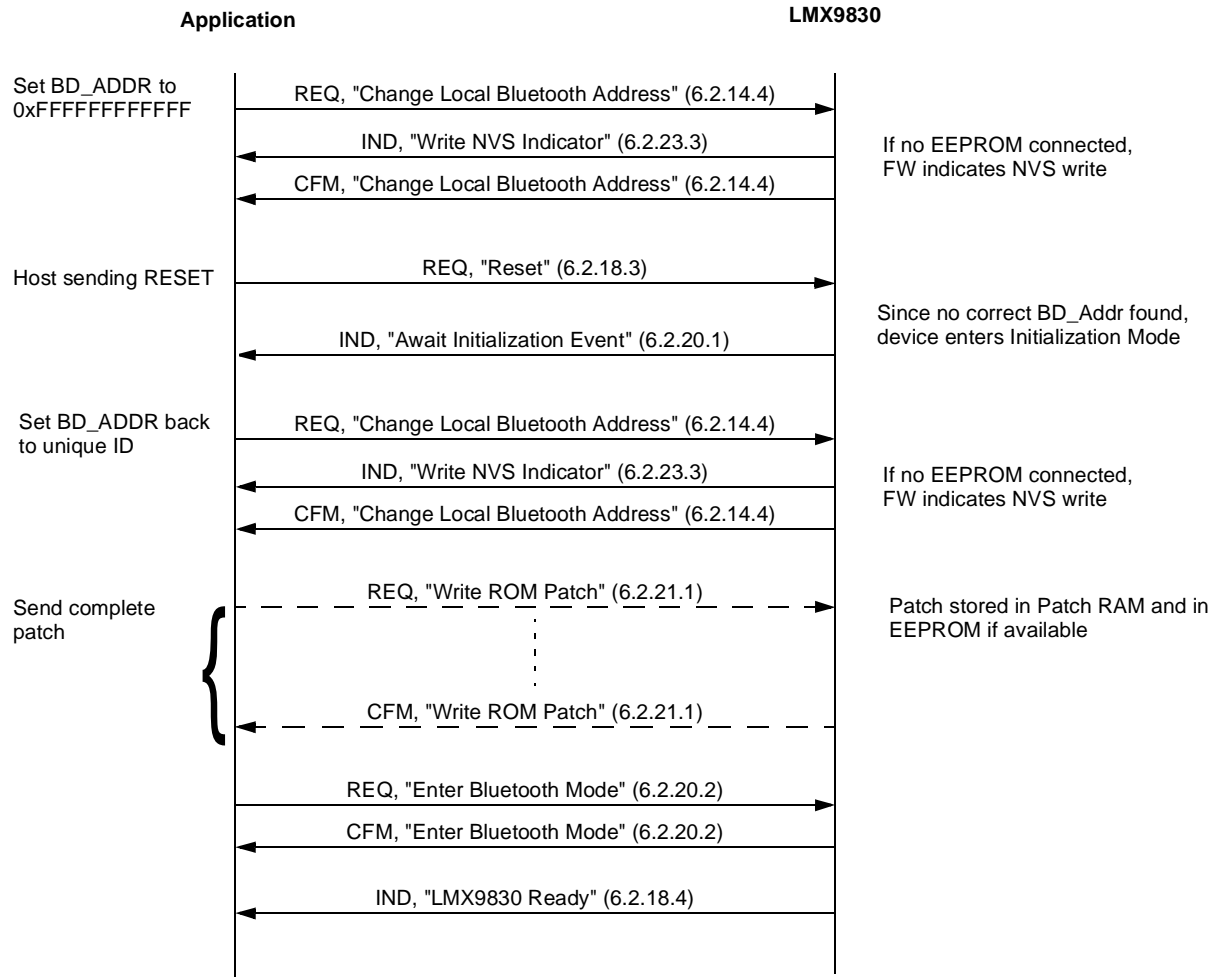 Application
LMX9830
Set BD_ADDR to
0xFFFFFFFFFFFF
REQ, "Change Local Bluetooth Address" (6.2.14.4)
IND, "Write NVS Indicator" (6.2.23.3)
If no EEPROM connected,
FW indicates NVS write
CFM, "Change Local Bluetooth Address" (6.2.14.4)
Host sending RESET
REQ, "Reset" (6.2.18.3)
Since no correct BD_Addr found,
device enters Initialization Mode
IND, "Await Initialization Event" (6.2.20.1)
Set BD_ADDR back
to unique ID
REQ, "Change Local Bluetooth Address" (6.2.14.4)
IND, "Write NVS Indicator" (6.2.23.3)
If no EEPROM connected,
FW indicates NVS write
CFM, "Change Local Bluetooth Address" (6.2.14.4)
Send complete
patch
REQ, "Write ROM Patch" (6.2.21.1)
Patch stored in Patch RAM and in
EEPROM if available
CFM, "Write ROM Patch" (6.2.21.1)
REQ, "Enter Bluetooth Mode" (6.2.20.2)
CFM, "Enter Bluetooth Mode" (6.2.20.2)
IND, "LMX9830 Ready" (6.2.18.4)